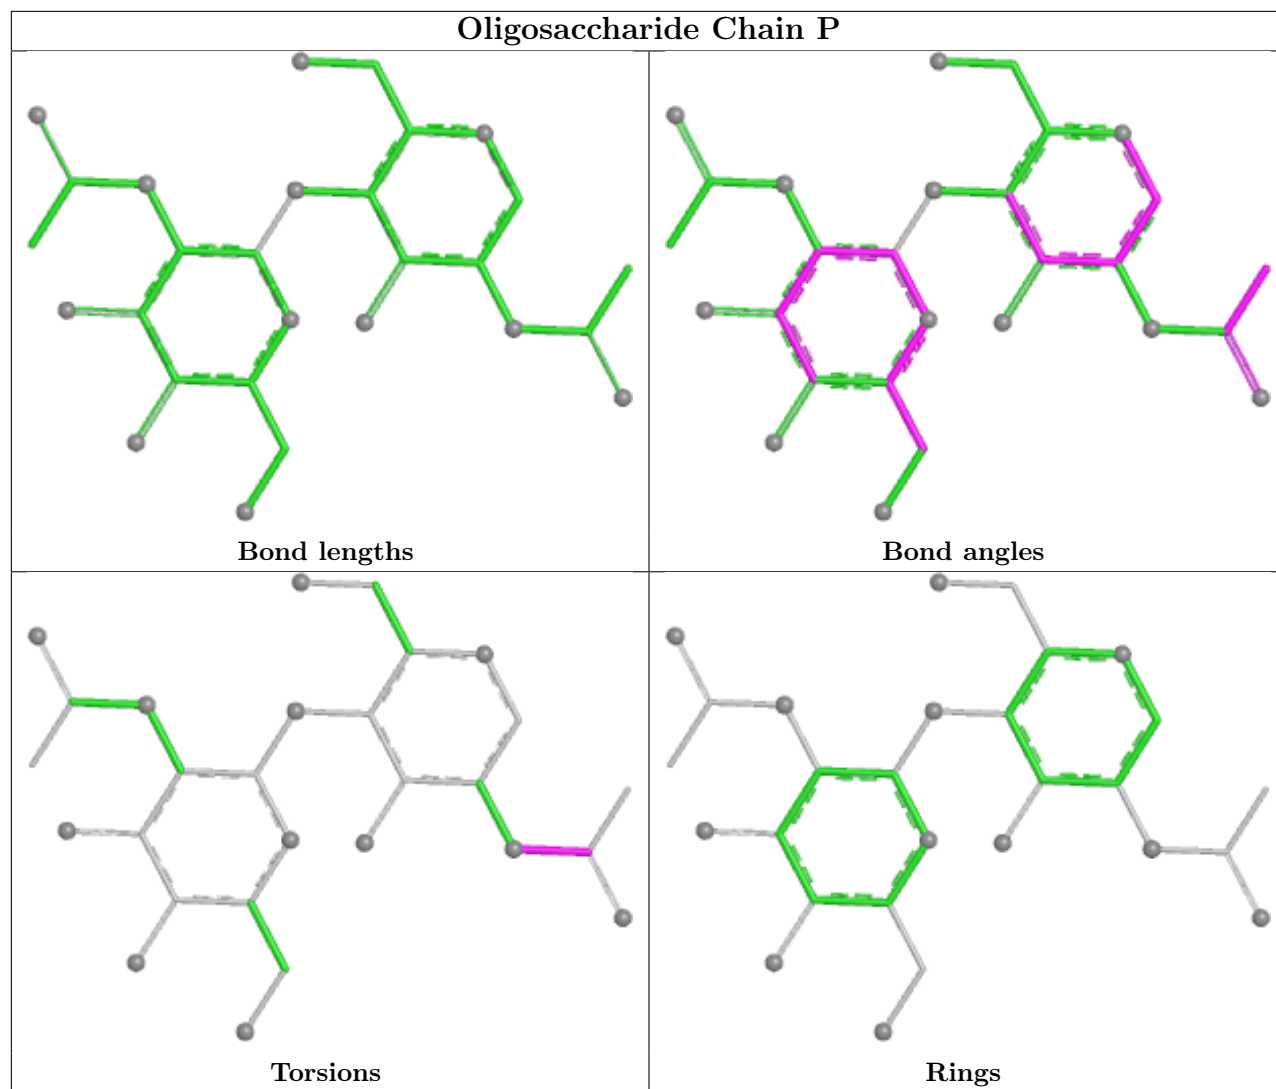 Oligosaccharide Chain P
Bond lengths
Bond angles
Torsions
Rings